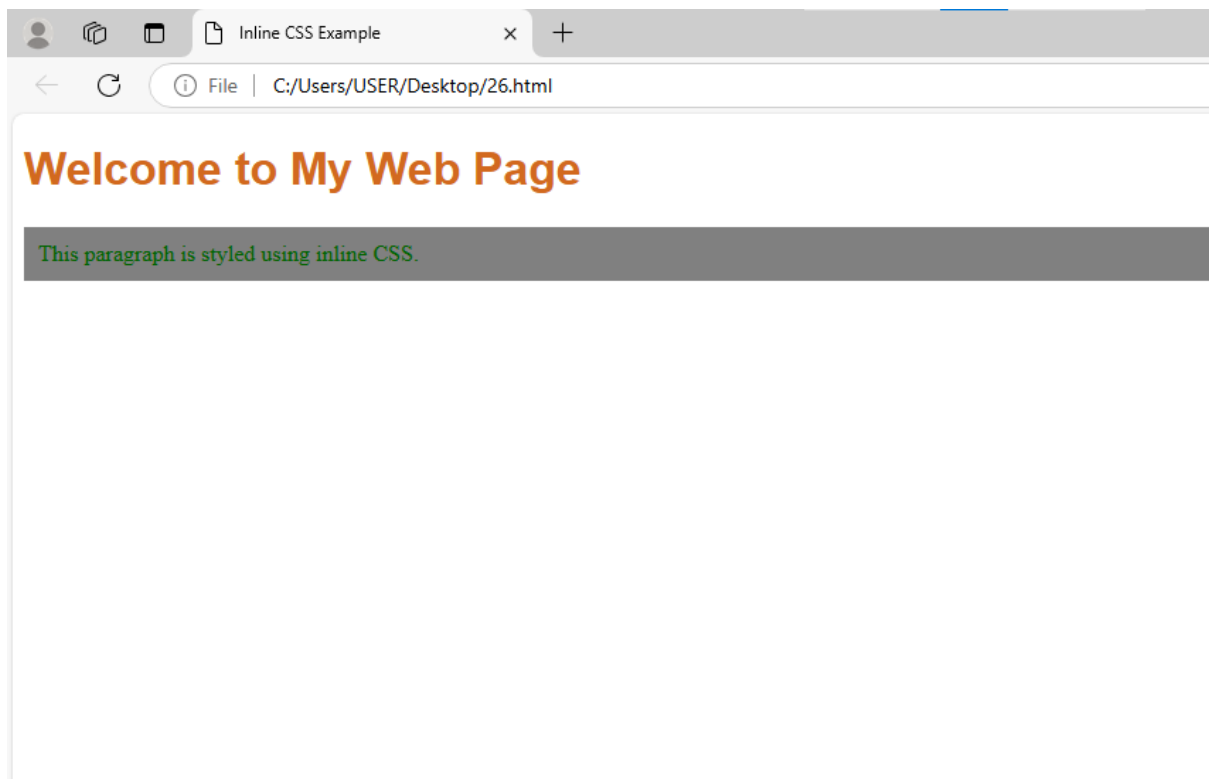 Inline CSS Example
File
C:/Users/USER/Desktop/26.html
Welcome to My Web Page
This paragraph is styled using inline CSS.